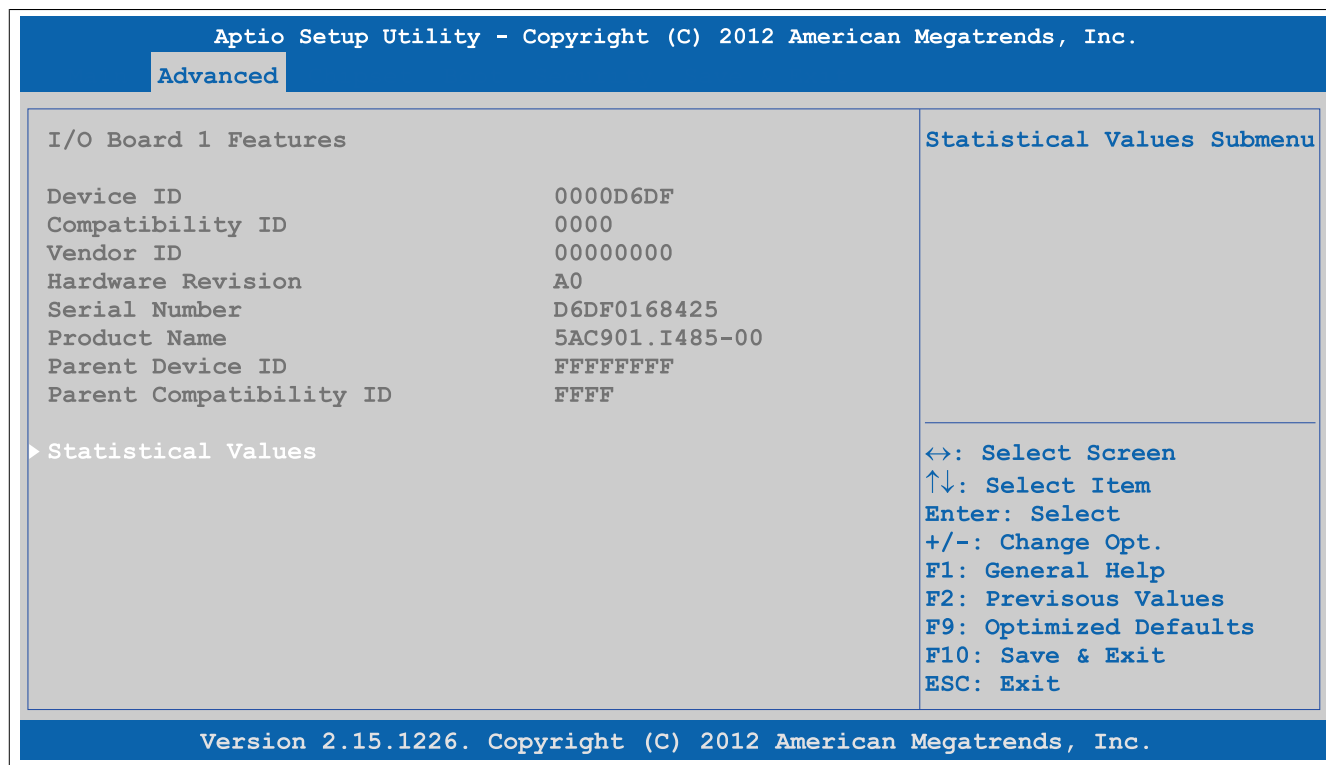 Aptio Setup Utility - Copyright (C) 2012 American Megatrends, Inc.
Advanced
I/O Board 1 Features
Device ID 0000D6DF
Compatibility ID 0000
Vendor ID 00000000
Hardware Revision A0
Serial Number D6DF0168425
Product Name 5AC901.I485-00
Parent Device ID FFFFFFFF
Parent Compatibility ID FFFF
Statistical Values
Statistical Values Submenu
↔: Select Screen
↑↓: Select Item
Enter: Select
+/-: Change Opt.
F1: General Help
F2: Previsous Values
F9: Optimized Defaults
F10: Save & Exit
ESC: Exit
Version 2.15.1226. Copyright (C) 2012 American Megatrends, Inc.